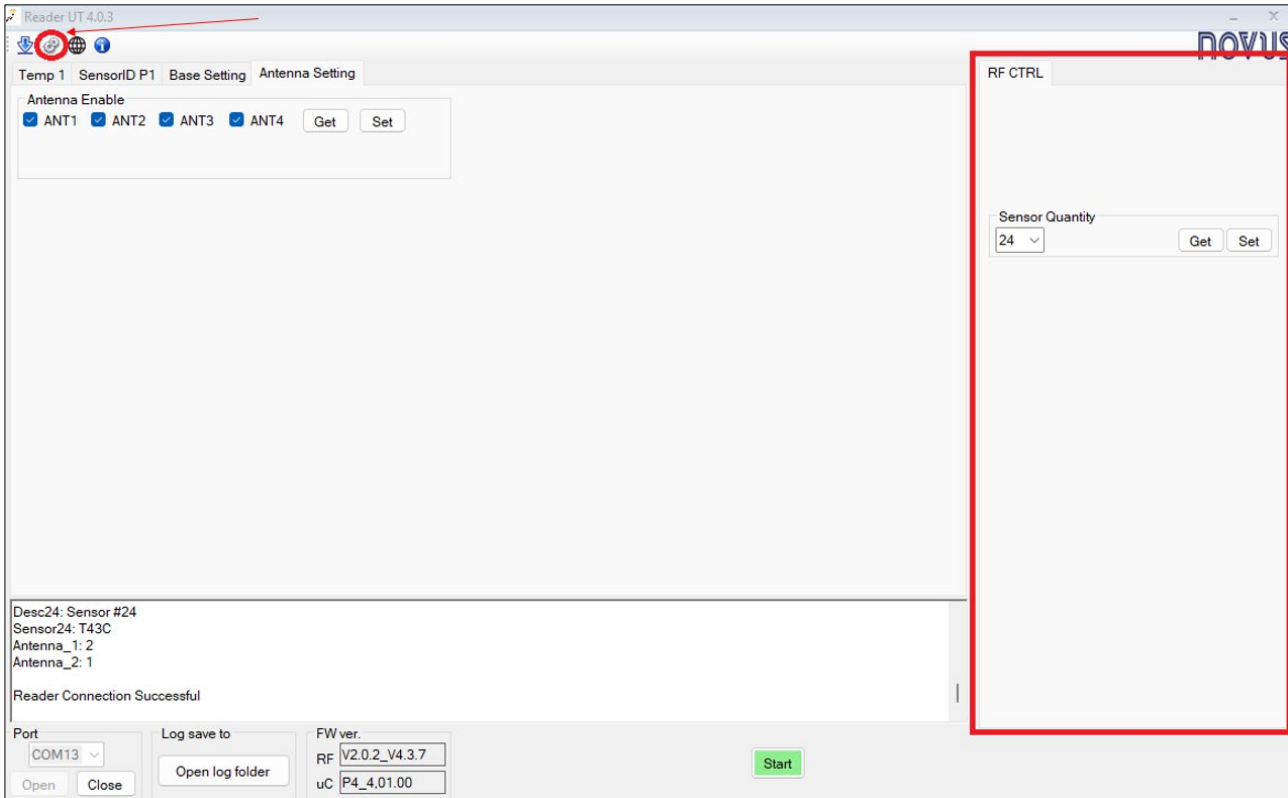 Reader UT 4.0.3
NOVUS
Temp 1 SensorID P1 Base Setting Antenna Setting
RF CTRL
Antenna Enable
ANT1 ANT2 ANT3 ANT4 Get Set
Sensor Quantity
24 Get Set
Desc24: Sensor #24
Sensor24: T43C
Antenna_1: 2
Antenna_2: 1
Reader Connection Successful
Port Log save to FW ver.
COM13 RF V2.0.2_V4.3.7
Open Close Open log folder uC P4_4,01.00
Start